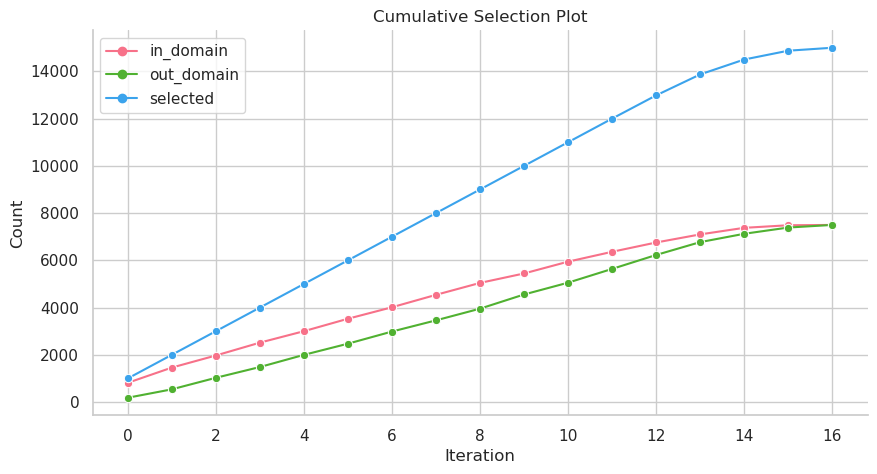 Cumulative Selection Plot
in_domain
out_domain
selected
14000
12000
10000
8000
6000
4000
2000
0
Count
0 2 4 6 8 10 12 14 16
Iteration